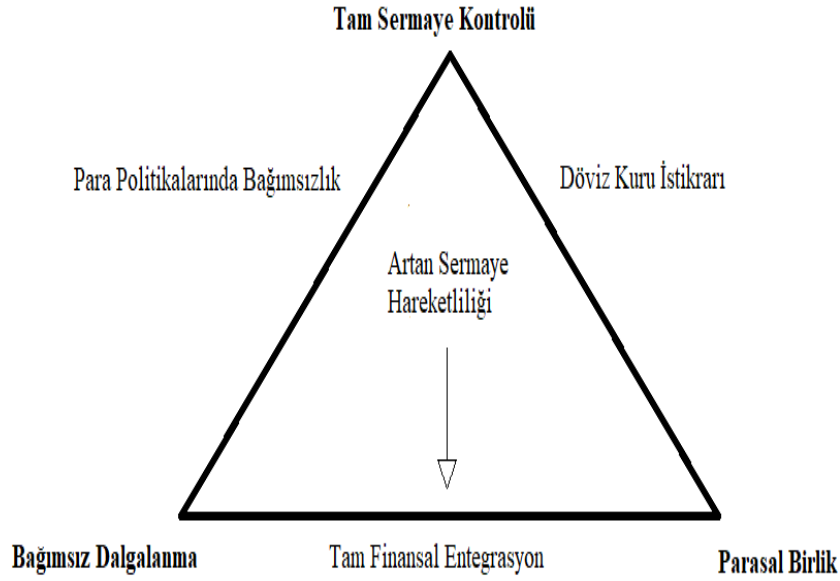 Tam Sermaye Kontrolü
Para Politikalarında Bağımsızlık
Döviz Kuru İstikrarı
Artan Sermaye
Hareketliliği
Bağımsız Dalgalanma
Tam Finansal Entegrasyon
Parasal Birlik